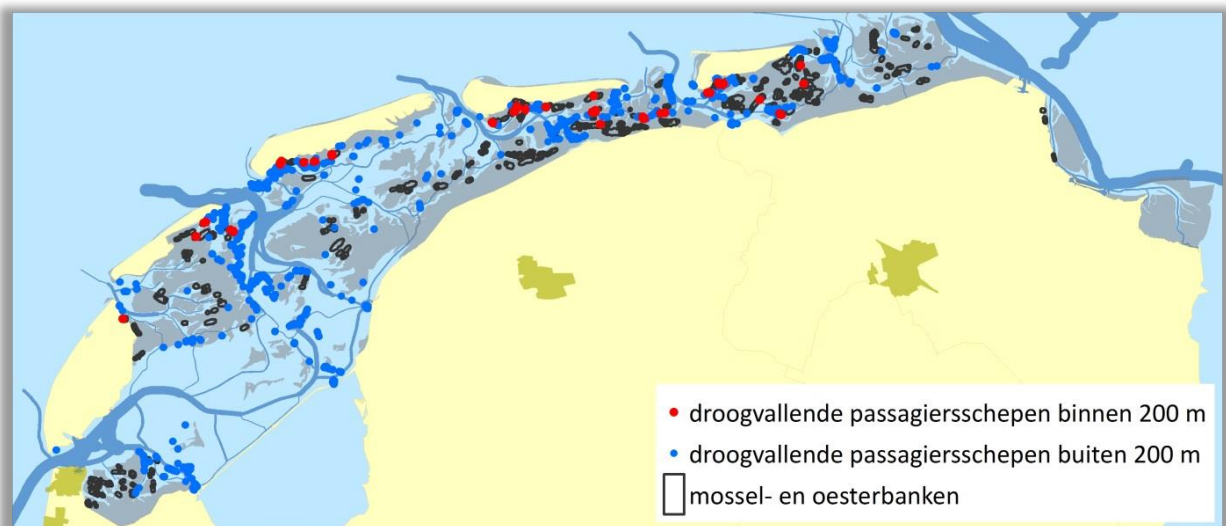 droogvallende passagiersschepen binnen 200 m
droogvallende passagiersschepen buiten 200 m
mossel- en oesterbanken